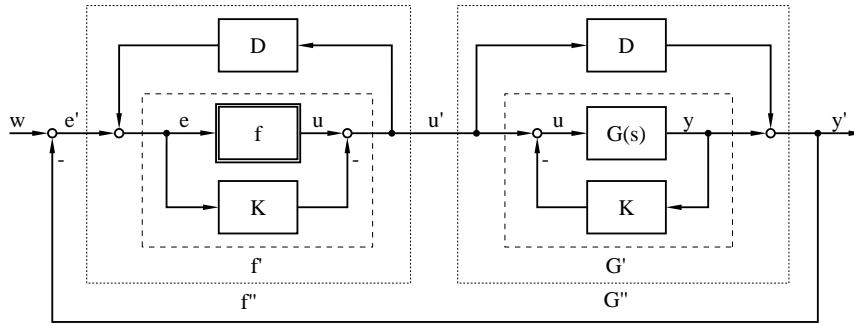 D D
w e' e f u u' u G(s) y y'
- - - 
K K
f' G'
f'' G''